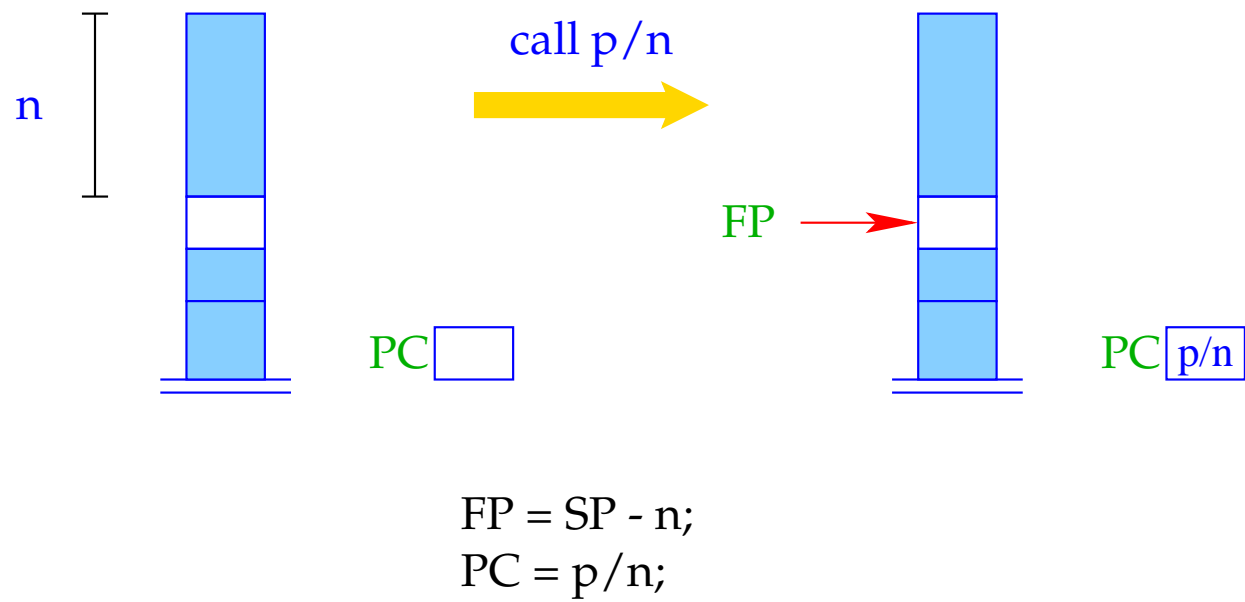 call p/n
n
FP
PC
PC p/n
FP = SP - n;
PC = p/n;